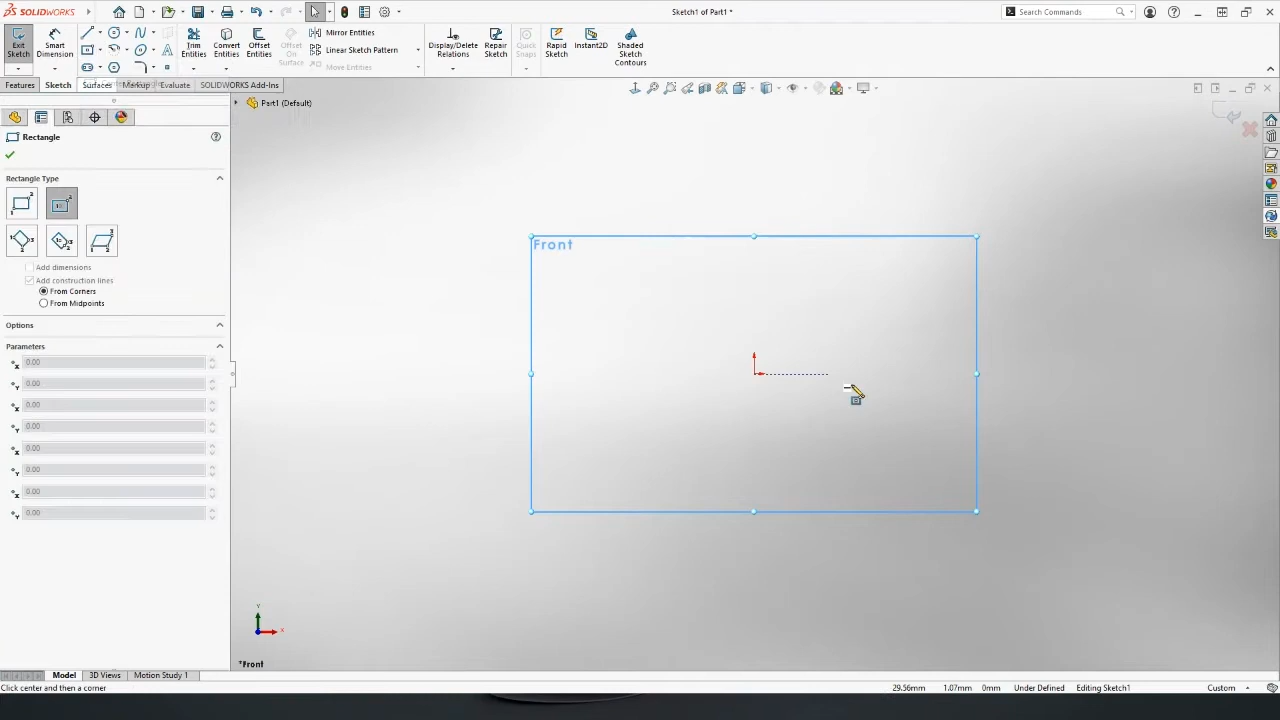 SOLIDWORKS
Sketch1 of Part1 *
Search Commands
Exit Sketch
Smart Dimension
Trim Entities
Convert Entities
Offset Entities
Offset On Surface
Mirror Entities
Linear Sketch Pattern
Move Entities
Display/Delete Relations
Repair Sketch
Quick Snaps
Rapid Sketch
Instant2D
Shaded Sketch Contours
Features
Sketch
Surfaces
Markup
Evaluate
SOLIDWORKS Add-Ins
Part1 (Default)
Rectangle
Rectangle Type
Add dimensions
Add construction lines
From Corners
From Midpoints
Options
Parameters
0.00
0.00
0.00
0.00
0.00
0.00
0.00
0.00
Front
Y
X
*Front
Model
3D Views
Motion Study 1
Click center and then a corner
29.56mm
1.07mm
0mm
Under Defined
Editing Sketch1
Custom